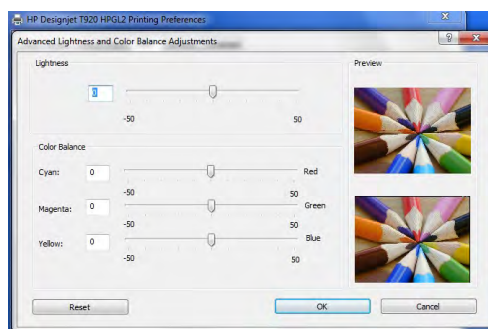 HP Designjet T920 HPGL2 Printing Preferences
Advanced Lightness and Color Balance Adjustments
Lightness
Preview
0
-50 50
Color Balance
Cyan: 0 Red
-50 50
Magenta: 0 Green
-50 50
Yellow: 0 Blue
-50 50
Reset OK Cancel